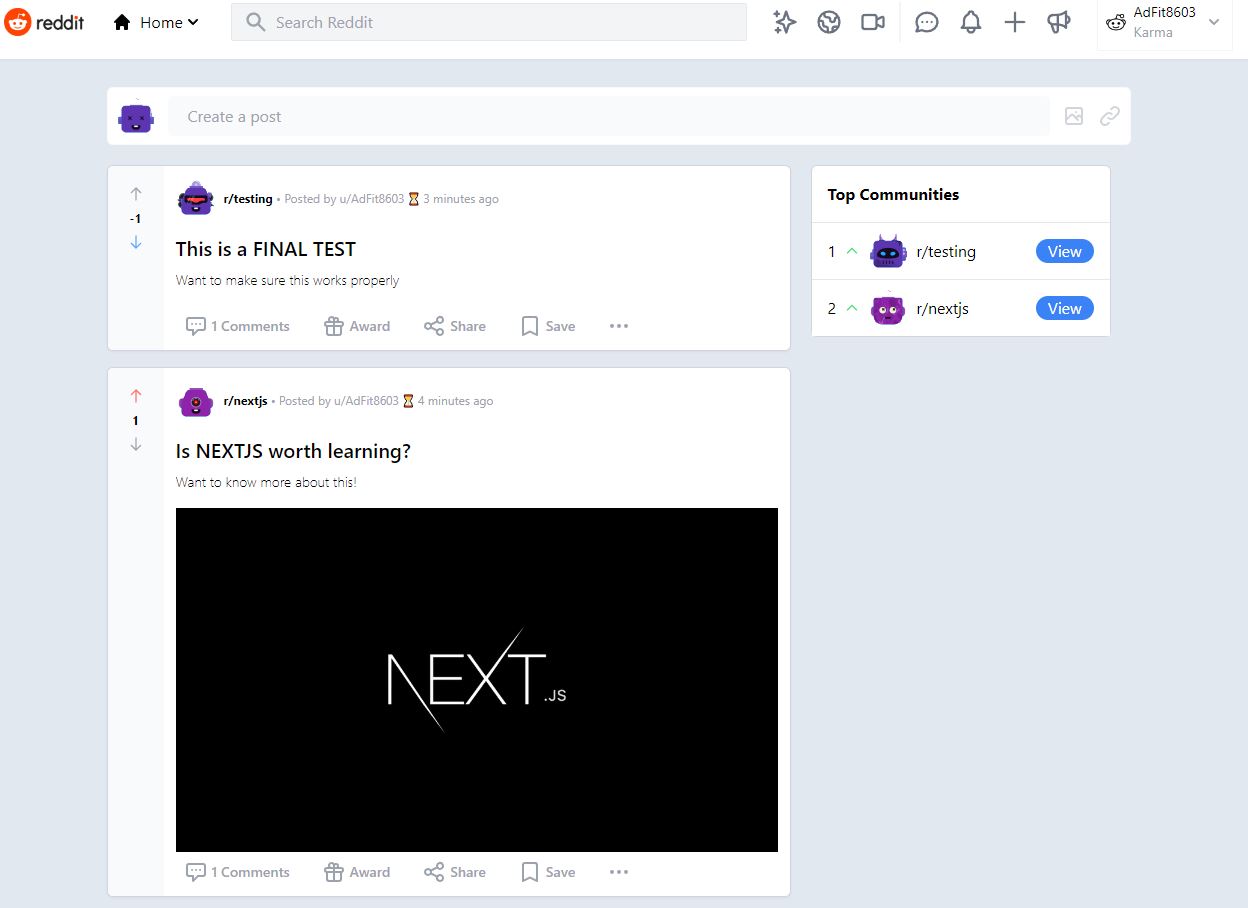 reddit Home Search Reddit AdFit8603
Karma
Create a post
r/testing • Posted by u/AdFit8603 ⌛ 3 minutes ago
-1
This is a FINAL TEST
Want to make sure this works properly
1 Comments Award Share Save
Top Communities
1 r/testing View
2 r/nextjs View
r/nextjs • Posted by u/AdFit8603 ⌛ 4 minutes ago
1
Is NEXTJS worth learning?
Want to know more about this!
NEXT.JS
1 Comments Award Share Save